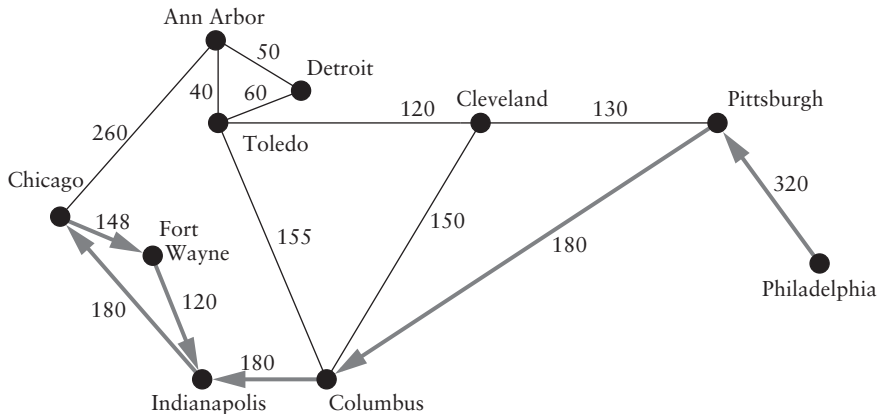 Ann Arbor
50
Detroit
40
60
120
Cleveland
130
Pittsburgh
Toledo
260
Chicago
320
148
Fort
Wayne
155
150
180
Philadelphia
120
180
180
Indianapolis
Columbus